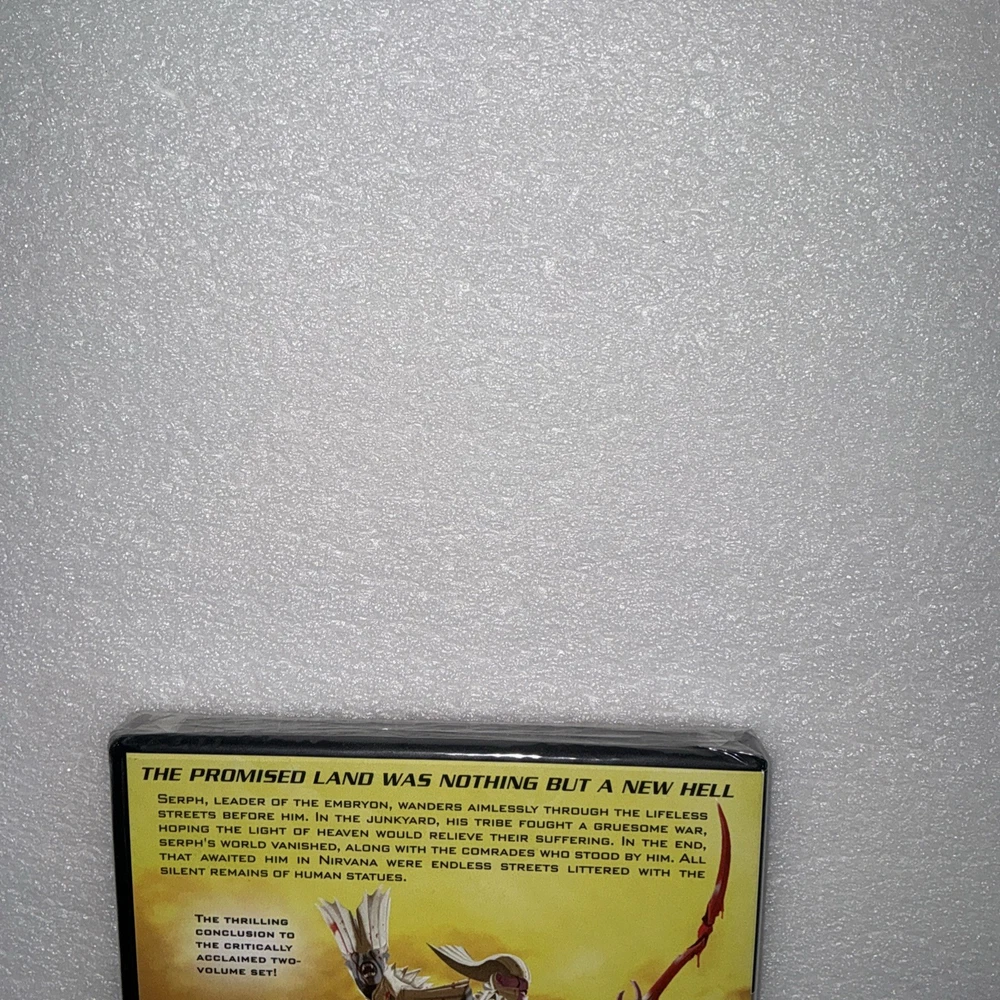 THE PROMISED LAND WAS NOTHING BUT A NEW HELL
SERPH, LEADER OF THE EMBRYON, WANDERS AIMLESSLY THROUGH THE LIFELESS
STREETS BEFORE HIM. IN THE JUNKYARD, HIS TRIBE FOUGHT A GRUESOME WAR,
HOPING THE LIGHT OF HEAVEN WOULD RELIEVE THEIR SUFFERING. IN THE END,
SERPH'S WORLD VANISHED, ALONG WITH THE COMRADES WHO STOOD BY HIM. ALL
THAT AWAITED HIM IN NIRVANA WERE ENDLESS STREETS LITTERED WITH THE
SILENT REMAINS OF HUMAN STATUES.
THE THRILLING
CONCLUSION TO
THE CRITICALLY
ACCLAIMED TWO-
VOLUME SET!